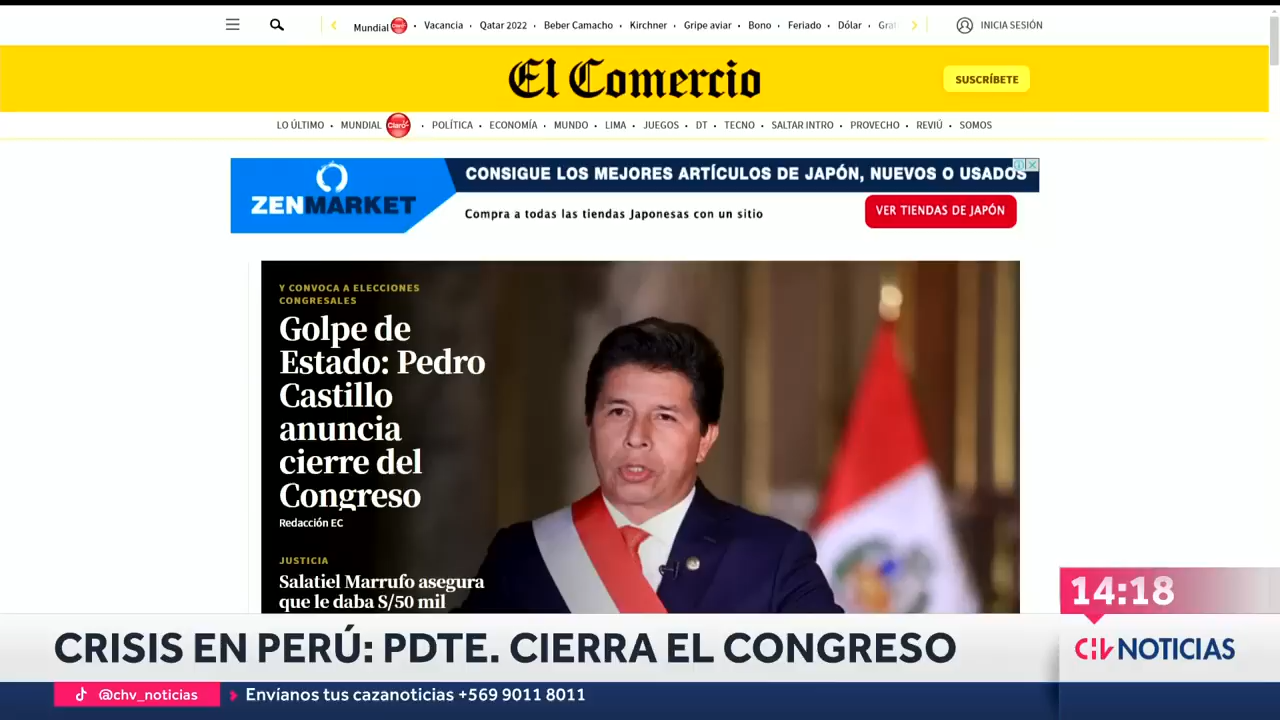 Mundial Claro · Vacancia · Qatar 2022 · Beber Camacho · Kirchner · Gripe aviar · Bono · Feriado · Dólar ·
INICIA SESIÓN
El Comercio
SUSCRÍBETE
LO ÚLTIMO · MUNDIAL Claro · POLÍTICA · ECONOMÍA · MUNDO · LIMA · JUEGOS · DT · TECNO · SALTAR INTRO · PROVECHO · REVIÚ · SOMOS
ZENMARKET
CONSIGUE LOS MEJORES ARTÍCULOS DE JAPÓN, NUEVOS O USADOS
Compra a todas las tiendas Japonesas con un sitio
VER TIENDAS DE JAPÓN
Y CONVOCA A ELECCIONES
CONGRESALES
Golpe de
Estado: Pedro
Castillo
anuncia
cierre del
Congreso
Redacción EC
JUSTICIA
Salatiel Marrufo asegura
que le daba S/50 mil
14:18
CRISIS EN PERÚ: PDTE. CIERRA EL CONGRESO
CHV NOTICIAS
@chv_noticias
Envíanos tus cazanoticias +569 9011 8011